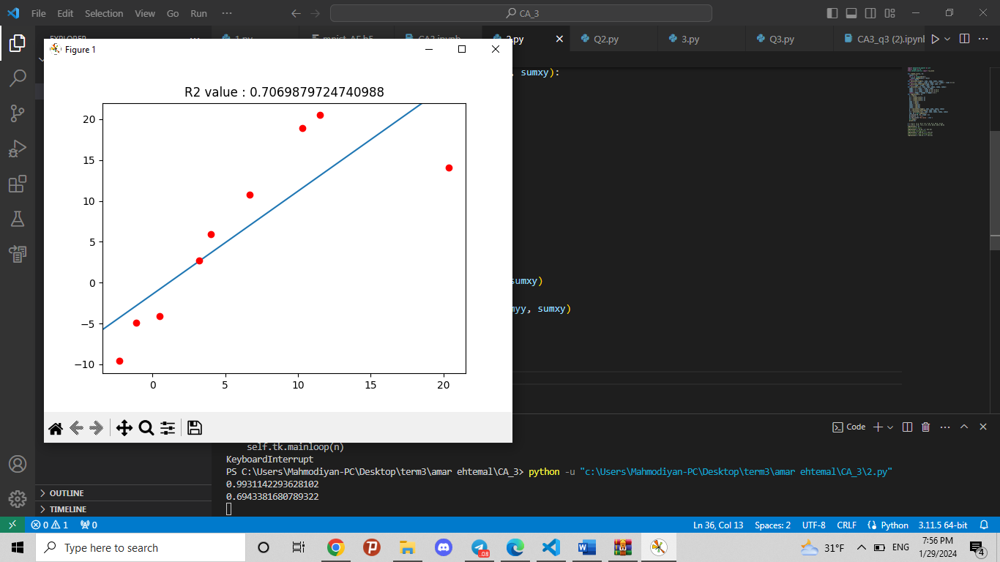 File Edit Selection View Go Run ··· CA_3
EXPLORER
1.py mnist_AE.h5 CA2.ipynb 2.py Q2.py 3.py Q3.py CA3_q3 (2).ipynb
Figure 1
, sumxy):
R2 value : 0.7069879724740988
20
15
10
5
0
−5
−10
0 5 10 15 20
sumxy)
myy, sumxy)
Code
self.tk.mainloop(n)
KeyboardInterrupt
PS C:\Users\Mahmodiyan-PC\Desktop\term3\amar ehtemal\CA_3> python -u "c:\Users\Mahmodiyan-PC\Desktop\term3\amar ehtemal\CA_3\2.py"
0.9931142293628102
0.6943381680789322
OUTLINE
TIMELINE
0 1 0 Ln 36, Col 13 Spaces: 2 UTF-8 CRLF Python 3.11.5 64-bit
Type here to search .08 31°F ENG 7:56 PM
1/29/2024 4